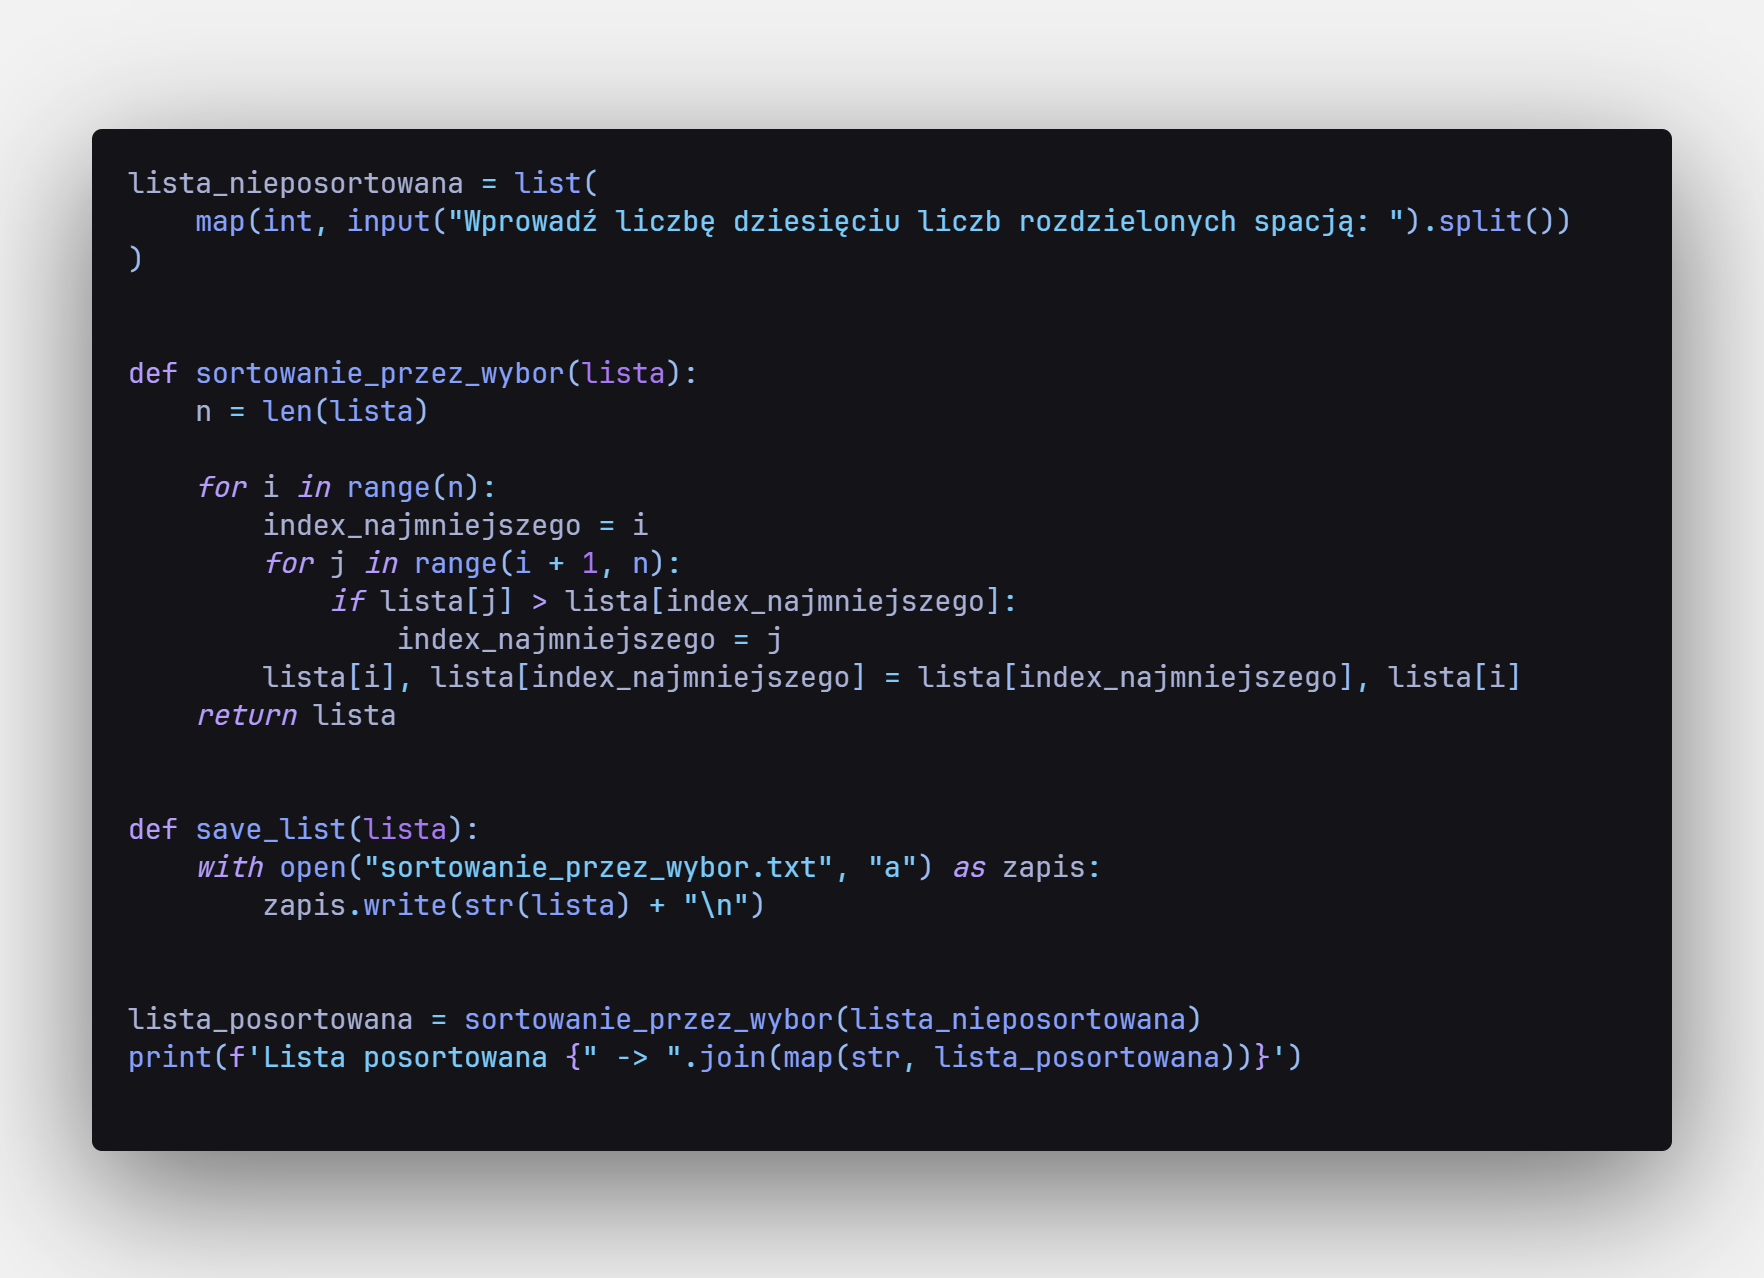 lista_nieposortowana = list(
    map(int, input("Wprowadź liczbę dziesięciu liczb rozdzielonych spacją: ").split())
)
def sortowanie_przez_wybor(lista):
    n = len(lista)
    for i in range(n):
        index_najmniejszego = i
        for j in range(i + 1, n):
            if lista[j] > lista[index_najmniejszego]:
                index_najmniejszego = j
        lista[i], lista[index_najmniejszego] = lista[index_najmniejszego], lista[i]
    return lista
def save_list(lista):
    with open("sortowanie_przez_wybor.txt", "a") as zapis:
        zapis.write(str(lista) + "\n")
lista_posortowana = sortowanie_przez_wybor(lista_nieposortowana)
print(f'Lista posortowana {" -> ".join(map(str, lista_posortowana))}')